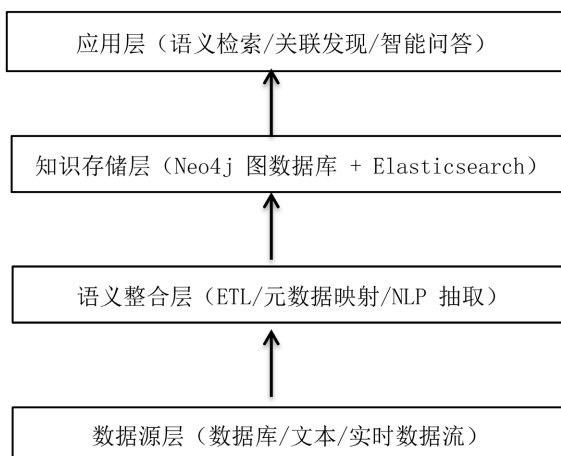 应用层（语义检索/关联发现/智能问答）
知识存储层（Neo4j 图数据库 + Elasticsearch）
语义整合层（ETL/元数据映射/NLP 抽取）
数据源层（数据库/文本/实时数据流）